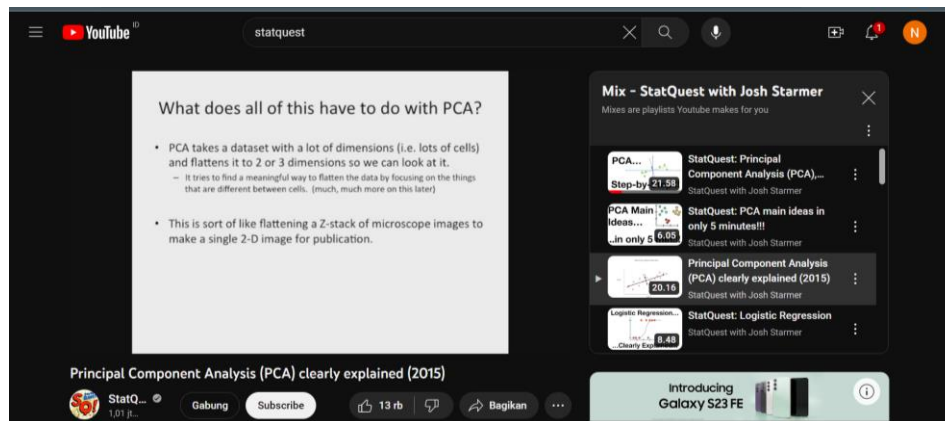 YouTube ID
statquest
1
N
What does all of this have to do with PCA?
• PCA takes a dataset with a lot of dimensions (i.e. lots of cells)
and flattens it to 2 or 3 dimensions so we can look at it.
– It tries to find a meaningful way to flatten the data by focusing on the things
that are different between cells. (much, much more on this later)
• This is sort of like flattening a Z-stack of microscope images to
make a single 2-D image for publication.
Principal Component Analysis (PCA) clearly explained (2015)
StatQ...
1,01 jt...
Gabung
Subscribe
13 rb
Bagikan
Mix - StatQuest with Josh Starmer
Mixes are playlists Youtube makes for you
PCA...
Step-by-
21.58
StatQuest: Principal
Component Analysis (PCA),...
StatQuest with Josh Starmer
PCA Main
Ideas...
...in only 5
6.05
StatQuest: PCA main ideas in
only 5 minutes!!!
StatQuest with Josh Starmer
20.16
Principal Component Analysis
(PCA) clearly explained (2015)
StatQuest with Josh Starmer
Logistic Regression...
...Clearly
8.48
StatQuest: Logistic Regression
StatQuest with Josh Starmer
Introducing
Galaxy S23 FE